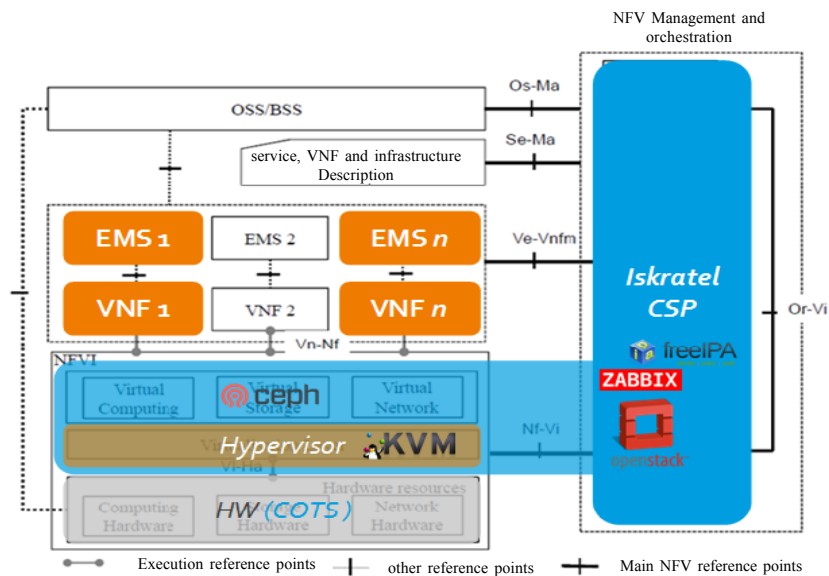 NFV Management and
orchestration
Os-Ma
OSS/BSS
Se-Ma
service, VNF and infrastructure
Description
EMS 1
EMS 2
EMS n
Ve-Vnfm
Iskratel
CSP
VNF 1
VNF 2
VNF n
Or-Vi
Vn-Nf
NFVI
freeIPA
ZABBIX
Virtual
Computing
Virtual
Storage
Virtual
Network
ceph
Hypervisor
KVM
Nf-Vi
openstack
Vi-Ha
Hardware resources
Computing
Hardware
HW (COTS)
Hardware
Network
Hardware
Execution reference points
other reference points
Main NFV reference points